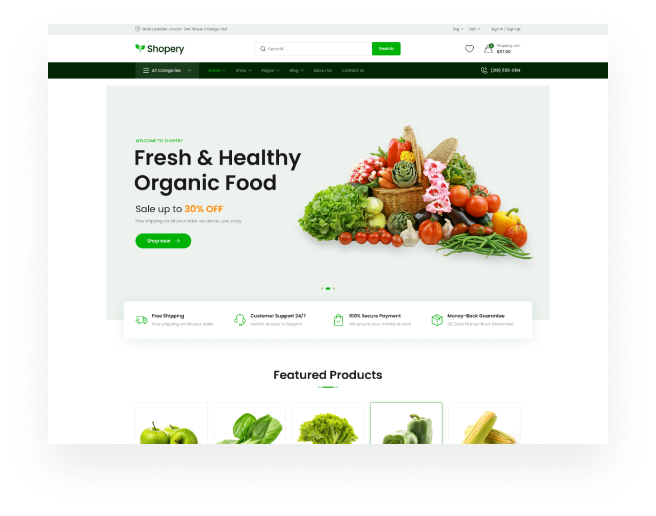 Store Location: Lincoln- 344, Illinois, Chicago, USA
Eng
USD
Sign In / Sign Up
Shopery
Search
Search
Shopping cart:
$57.00
All Categories
Home
Shop
Pages
Blog
About Us
Contact Us
(219) 555-0114
WELCOME TO SHOPERY
Fresh & Healthy
Organic Food
Sale up to 30% OFF
Free shipping on all your order. we deliver, you enjoy
Shop now
Free Shipping
Free shipping on all your order
Customer Support 24/7
Instant access to Support
100% Secure Payment
We ensure your money is save
Money-Back Guarantee
30 Days Money-Back Guarantee
Featured Products